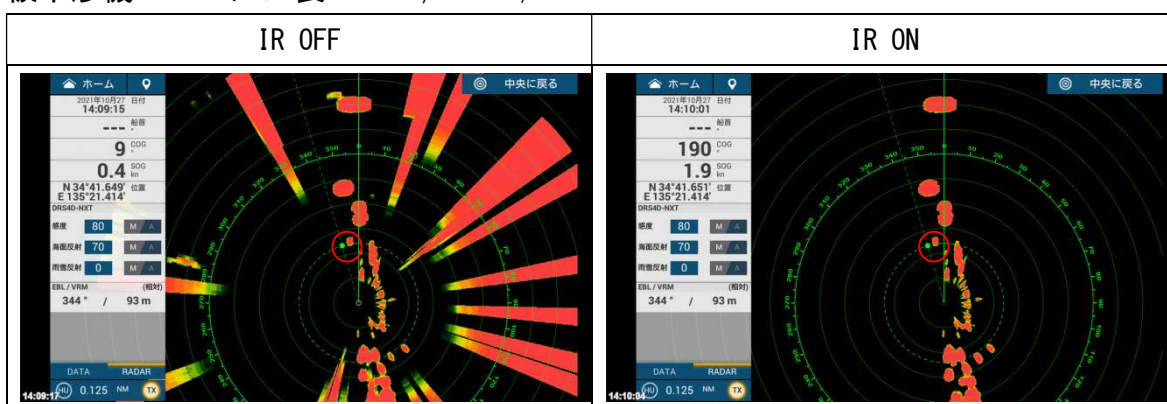 IR OFF
IR ON
ホーム
中央に戻る
2021年10月27 日付
14:09:15
--- 船首
9 COG
0.4 SOG kn
N 34°41.649' 位置
E 135°21.414'
DRS4D-NXT
感度 80 M A
海面反射 70 M A
雨雪反射 0 M A
EBL / VRM (相対)
344° / 93 m
DATA RADAR
14:09:17 HU 0.125 NM TX
ホーム
中央に戻る
2021年10月27 日付
14:10:01
--- 船首
190 COG
1.9 SOG kn
N 34°41.651' 位置
E 135°21.414'
DRS4D-NXT
感度 80 M A
海面反射 70 M A
雨雪反射 0 M A
EBL / VRM (相対)
344° / 93 m
DATA RADAR
14:10:04 HU 0.125 NM TX